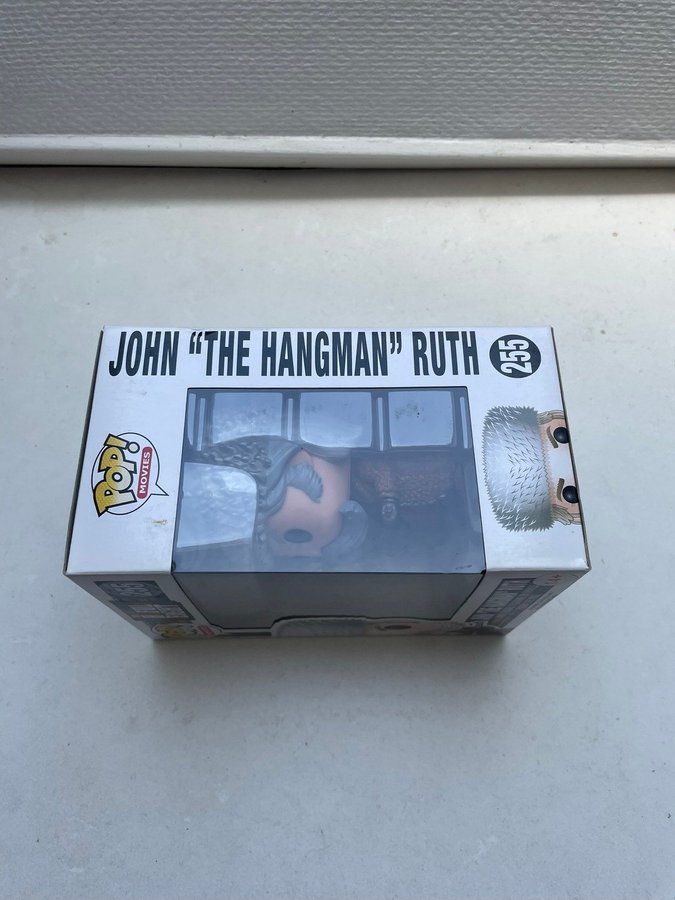 JOHN “THE HANGMAN” RUTH
255
POP!
MOVIES